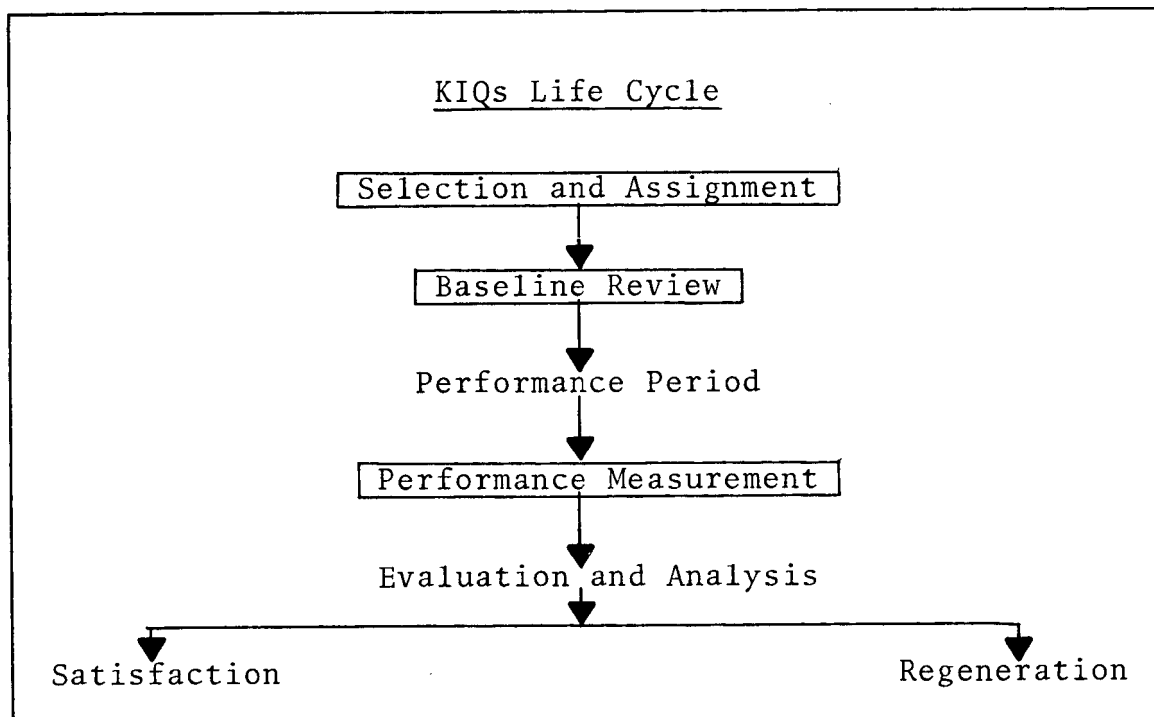 KIQs Life Cycle
Selection and Assignment
Baseline Review
Performance Period
Performance Measurement
Evaluation and Analysis
Satisfaction
Regeneration